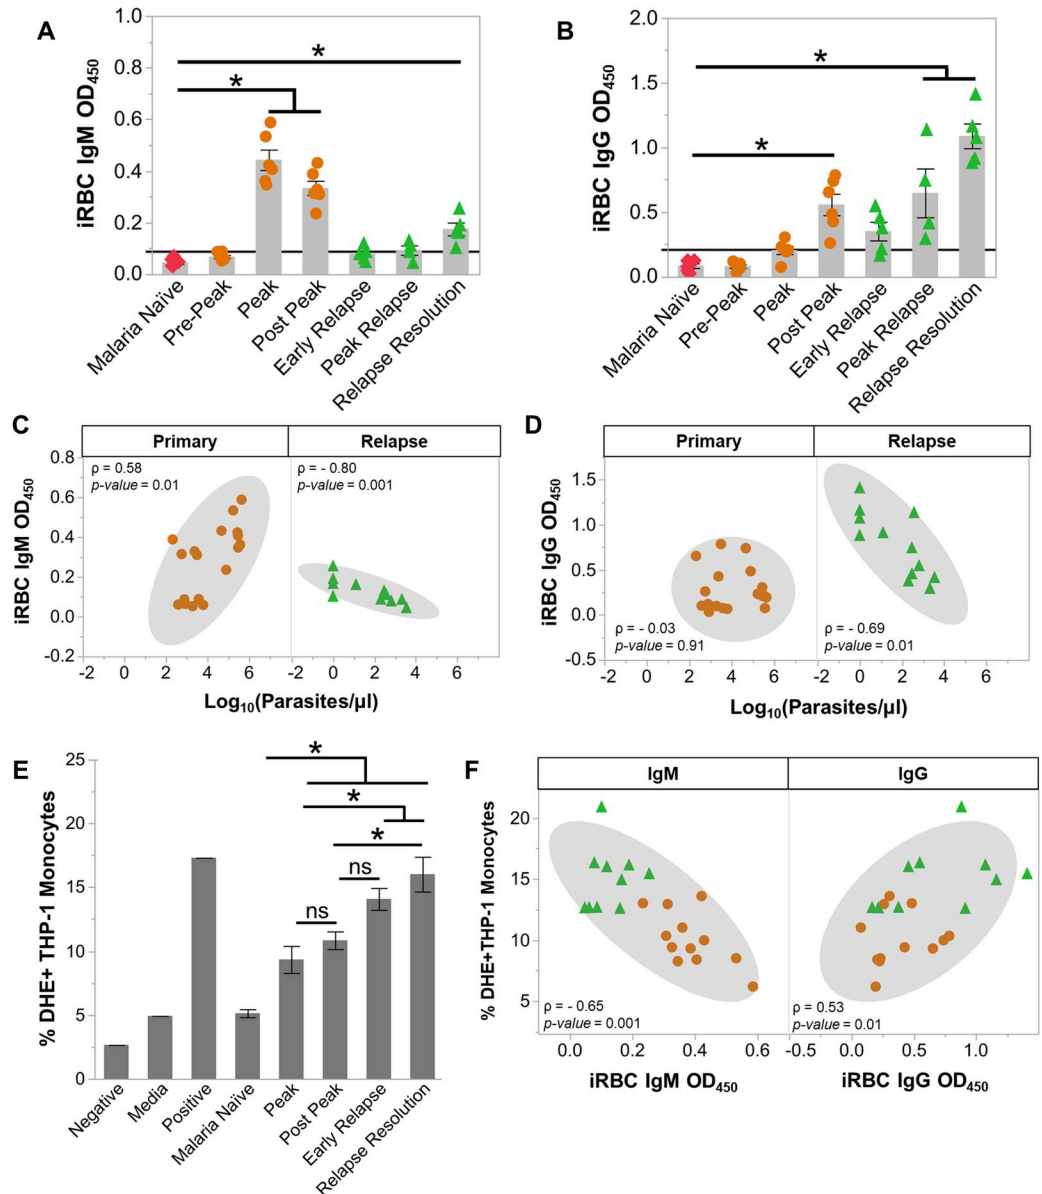 A
iRBC IgM OD450
1.0
0.8
0.6
0.4
0.2
0.0
*
*
Malaria Naïve
Pre-Peak
Peak
Post Peak
Early Relapse
Peak Relapse
Relapse Resolution
B
iRBC IgG OD450
2.0
1.5
1.0
0.5
0.0
*
*
Malaria Naïve
Pre-Peak
Peak
Post Peak
Early Relapse
Peak Relapse
Relapse Resolution
C
Primary
Relapse
iRBC IgM OD450
0.8
0.6
0.4
0.2
0.0
-0.2
ρ = 0.58
p-value = 0.01
ρ = - 0.80
p-value = 0.001
-2 0 2 4 6 -2 0 2 4 6
Log10(Parasites/µl)
D
Primary
Relapse
iRBC IgG OD450
1.5
1.0
0.5
0.0
-0.5
ρ = - 0.03
p-value = 0.91
ρ = - 0.69
p-value = 0.01
-2 0 2 4 6 -2 0 2 4 6
Log10(Parasites/µl)
E
% DHE+ THP-1 Monocytes
25
20
15
10
5
0
*
*
*
ns
ns
Negative
Media
Positive
Malaria Naïve
Peak
Post Peak
Early Relapse
Relapse Resolution
F
IgM
IgG
% DHE+ THP-1 Monocytes
20
15
10
5
ρ = - 0.65
p-value = 0.001
ρ = 0.53
p-value = 0.01
0.0 0.2 0.4 0.6 -0.5 0.0 0.5 1.0
iRBC IgM OD450
iRBC IgG OD450